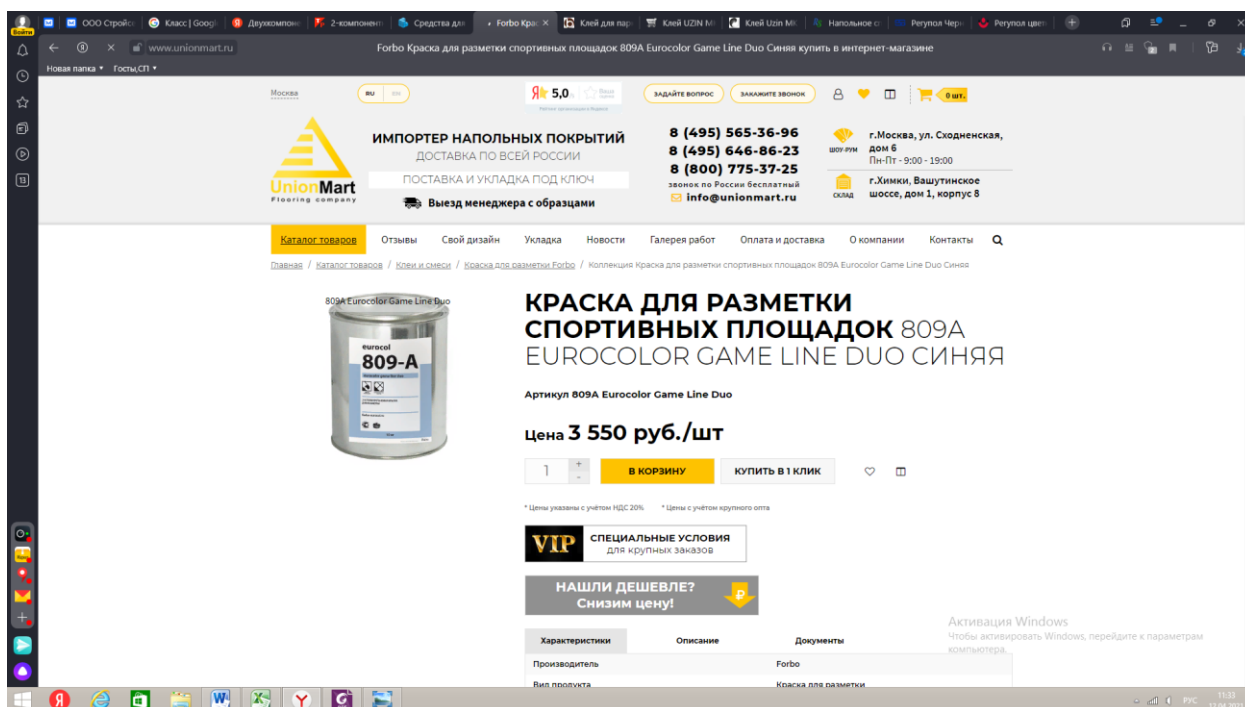 Войти
ООО Стройсе
Класс | Googl
Двухкомпоне
2-компонент
Средства для
Forbo Крас
Клей для пар
Клей UZIN M
Клей Uzin MK
Напольное о
Регупол Черн
Регупол цвет
www.unionmart.ru
Forbo Краска для разметки спортивных площадок 809A Eurocolor Game Line Duo Синяя купить в интернет-магазине
Новая папка
Госты,СП
Москва
RU
EN
5,0
ЗАДАЙТЕ ВОПРОС
ЗАКАЖИТЕ ЗВОНОК
0 шт.
UnionMart
Flooring company
ИМПОРТЕР НАПОЛЬНЫХ ПОКРЫТИЙ
ДОСТАВКА ПО ВСЕЙ РОССИИ
ПОСТАВКА И УКЛАДКА ПОД КЛЮЧ
Выезд менеджера с образцами
8 (495) 565-36-96
8 (495) 646-86-23
8 (800) 775-37-25
звонок по России бесплатный
info@unionmart.ru
ШОУ-РУМ
г.Москва, ул. Сходненская,
дом 6
Пн-Пт - 9:00 - 19:00
СКЛАД
г.Химки, Вашутинское
шоссе, дом 1, корпус 8
Каталог товаров
Отзывы
Свой дизайн
Укладка
Новости
Галерея работ
Оплата и доставка
О компании
Контакты
Главная / Каталог товаров / Клеи и смеси / Краска для разметки Forbo / Коллекция Краска для разметки спортивных площадок 809A Eurocolor Game Line Duo Синяя
809A Eurocolor Game Line Duo
eurocol
809-A
КРАСКА ДЛЯ РАЗМЕТКИ
СПОРТИВНЫХ ПЛОЩАДОК 809A
EUROCOLOR GAME LINE DUO СИНЯЯ
Артикул 809A Eurocolor Game Line Duo
Цена 3 550 руб./шт
1
+
-
В КОРЗИНУ
КУПИТЬ В 1 КЛИК
* Цены указаны с учётом НДС 20%
* Цены с учётом крупного опта
VIP
СПЕЦИАЛЬНЫЕ УСЛОВИЯ
для крупных заказов
НАШЛИ ДЕШЕВЛЕ?
Снизим цену!
Характеристики
Описание
Документы
Производитель
Forbo
Вид продукта
Краска для разметки
Активация Windows
Чтобы активировать Windows, перейдите к параметрам
компьютера.
РУС
11:33
12.04.2021